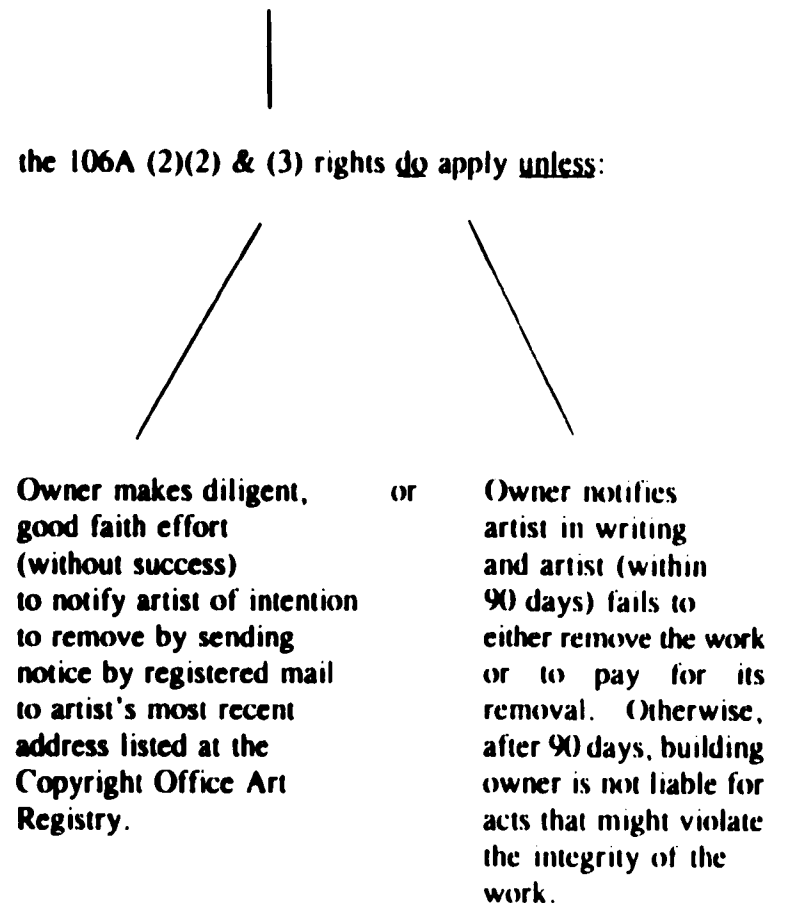 the 106A (2)(2) & (3) rights do apply unless:
Owner makes diligent,
good faith effort
(without success)
to notify artist of intention
to remove by sending
notice by registered mail
to artist's most recent
address listed at the
Copyright Office Art
Registry.
or
Owner notifies
artist in writing
and artist (within
90 days) fails to
either remove the work
or to pay for its
removal. Otherwise,
after 90 days, building
owner is not liable for
acts that might violate
the integrity of the
work.